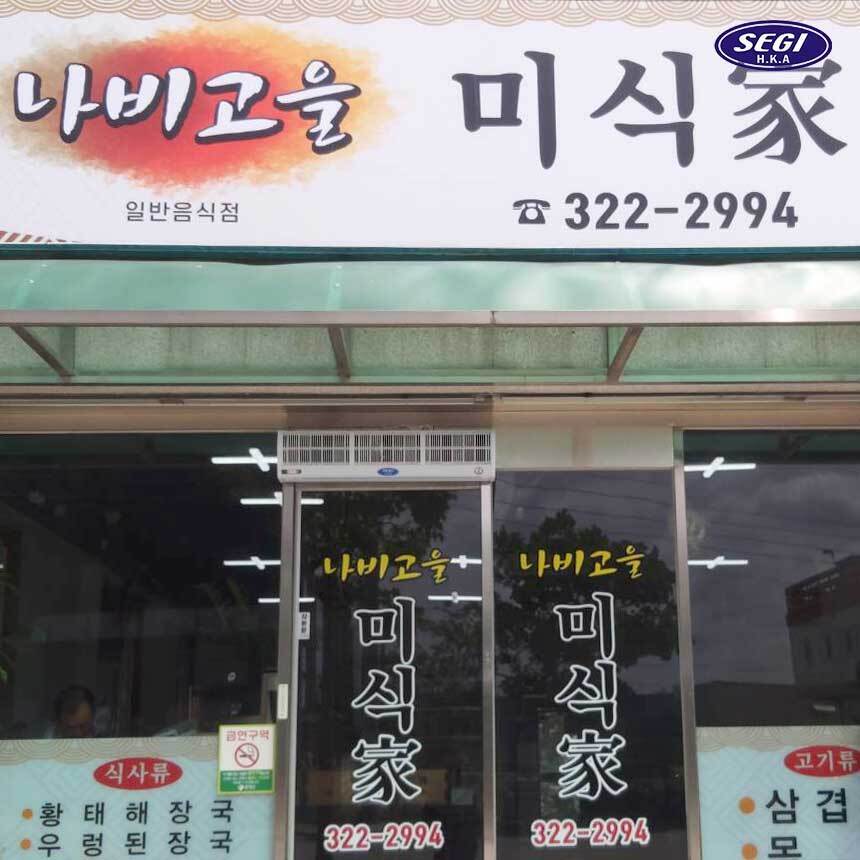 SEGI
H.K.A
나비고을 미식家
일반음식점
☎ 322-2994
SEGI
나비고을
미식家
322-2994
나비고을
미식家
322-2994
금연구역
식사류
황태해장국
우렁된장국
고기류
삼겹